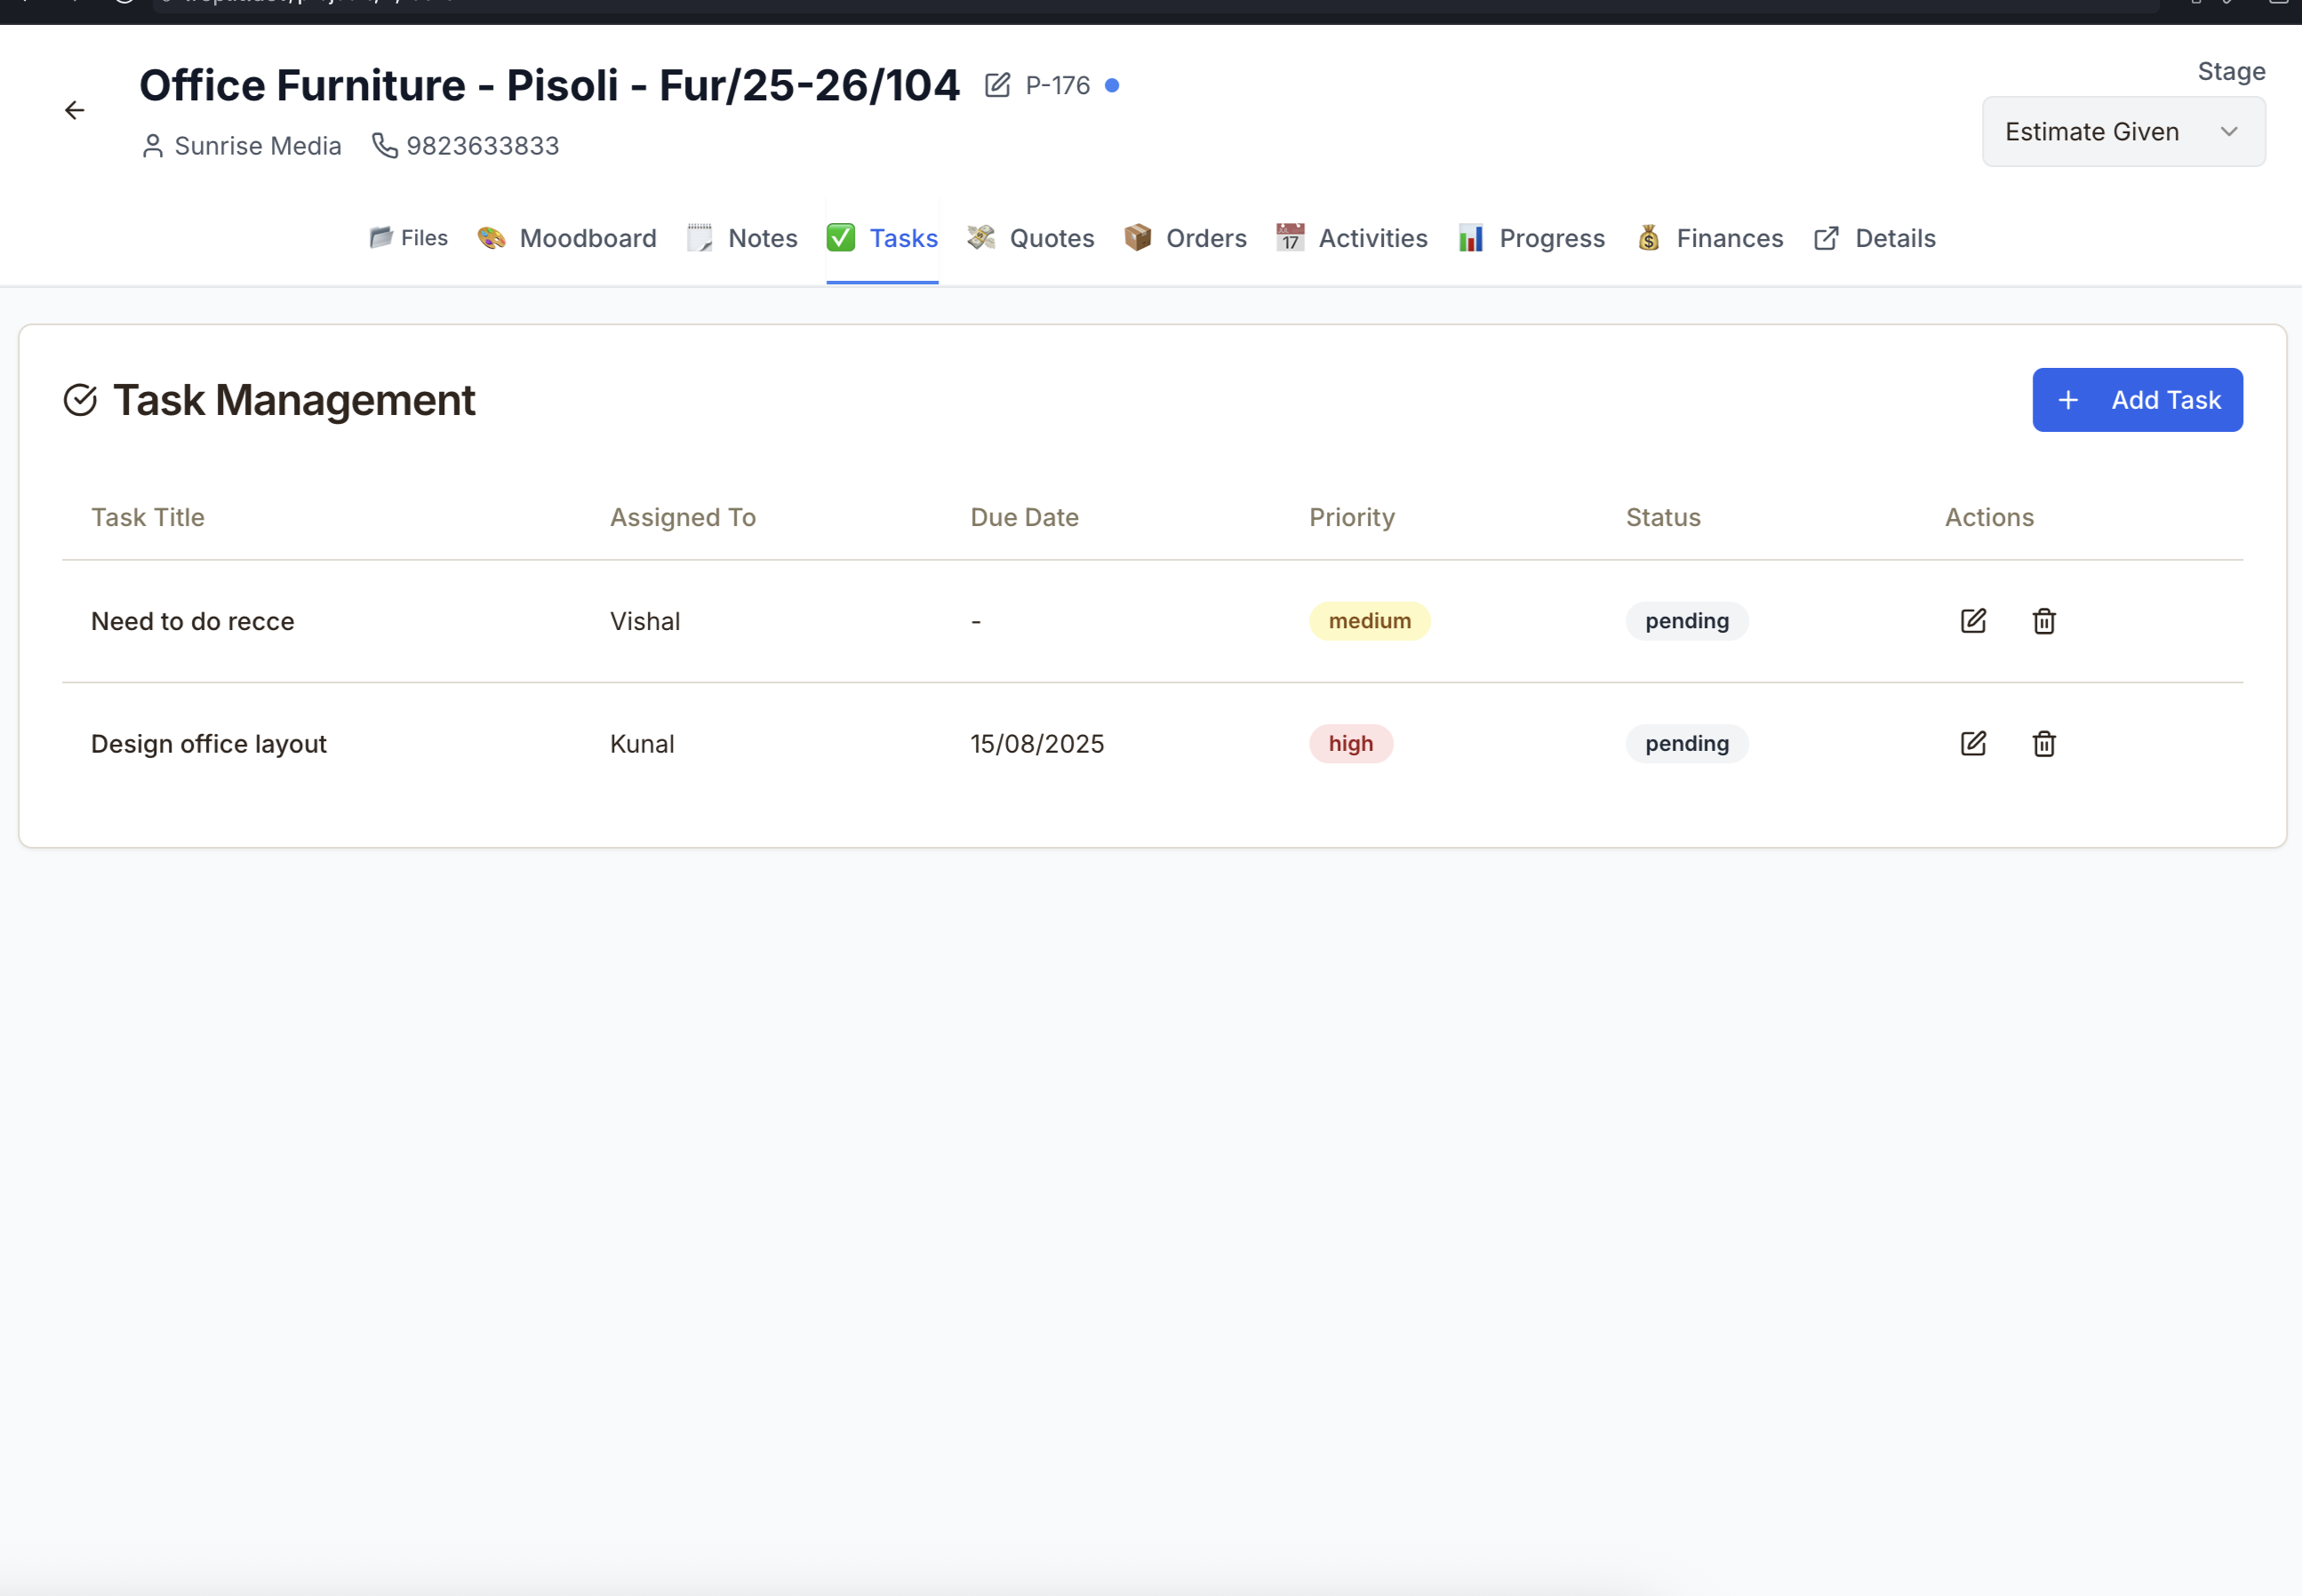 Office Furniture - Pisoli - Fur/25-26/104 P-176
Stage
Sunrise Media 9823633833
Estimate Given
Files Moodboard Notes Tasks Quotes Orders 17 Activities Progress Finances Details
Task Management
+ Add Task
Task Title Assigned To Due Date Priority Status Actions
Need to do recce Vishal - medium pending
Design office layout Kunal 15/08/2025 high pending